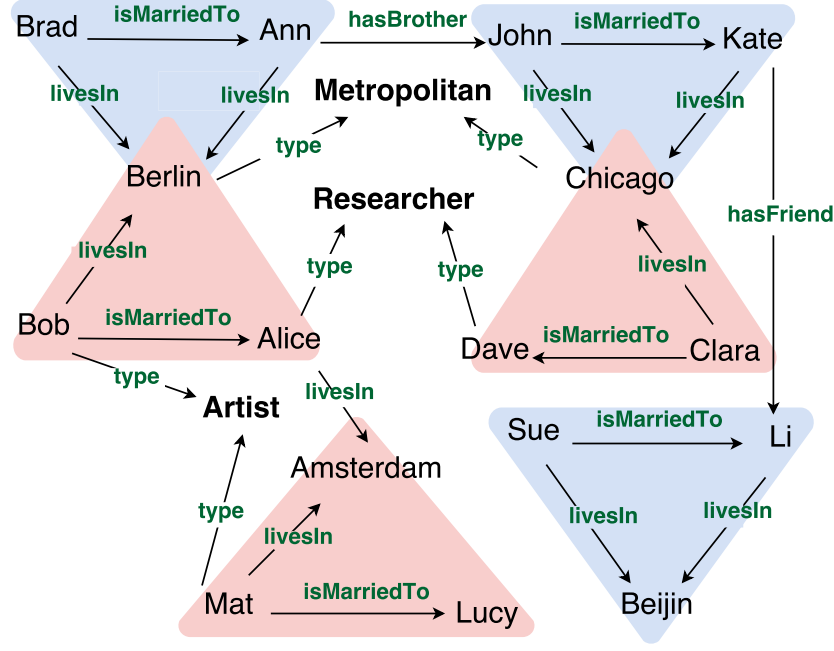 Brad isMarriedTo Ann hasBrother John isMarriedTo Kate
livesIn livesIn Metropolitan livesIn livesIn
type type
Berlin Chicago
Researcher
hasFriend
livesIn type type livesIn
Bob isMarriedTo Alice Dave isMarriedTo Clara
type livesIn
Artist
Sue isMarriedTo Li
Amsterdam
type livesIn livesIn livesIn
Mat isMarriedTo Lucy Beijin